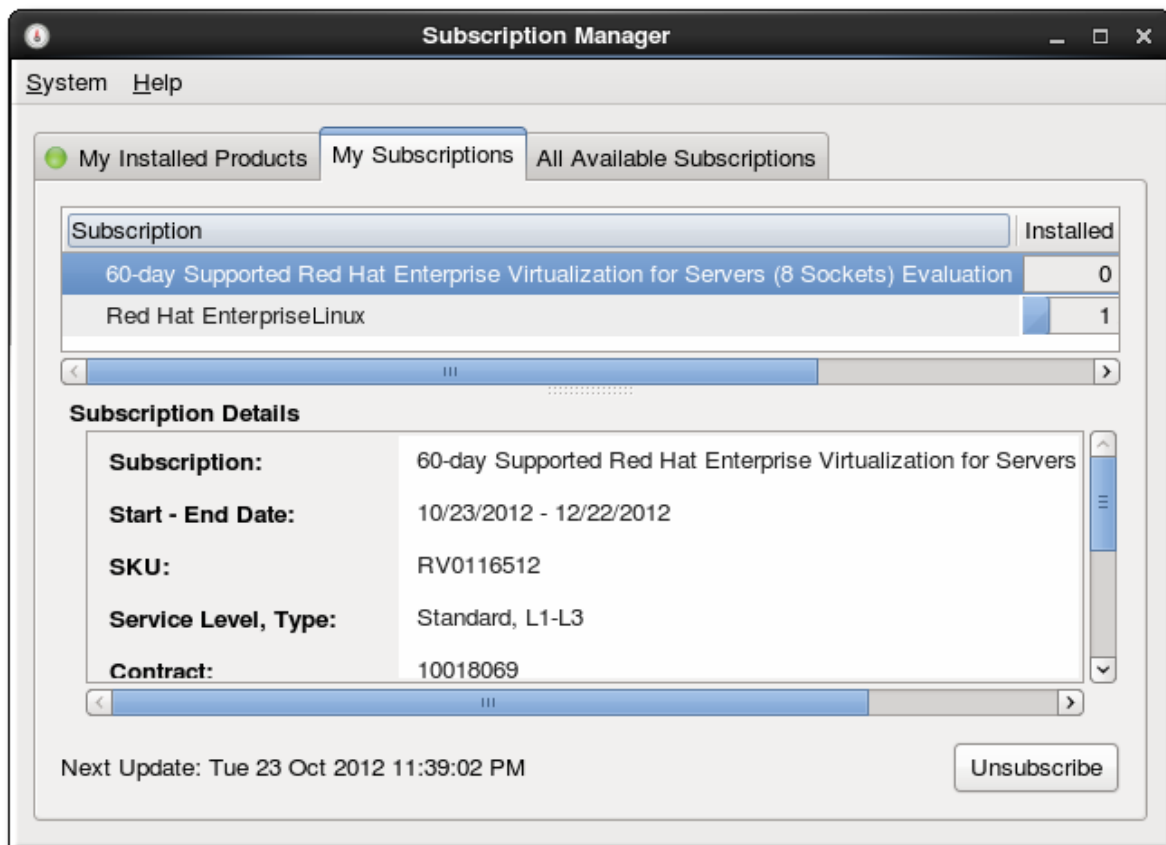 Subscription Manager
System Help
My Installed Products My Subscriptions All Available Subscriptions
Subscription Installed
60-day Supported Red Hat Enterprise Virtualization for Servers (8 Sockets) Evaluation 0
Red Hat EnterpriseLinux 1
Subscription Details
Subscription: 60-day Supported Red Hat Enterprise Virtualization for Servers
Start - End Date: 10/23/2012 - 12/22/2012
SKU: RV0116512
Service Level, Type: Standard, L1-L3
Contract: 10018069
Next Update: Tue 23 Oct 2012 11:39:02 PM Unsubscribe